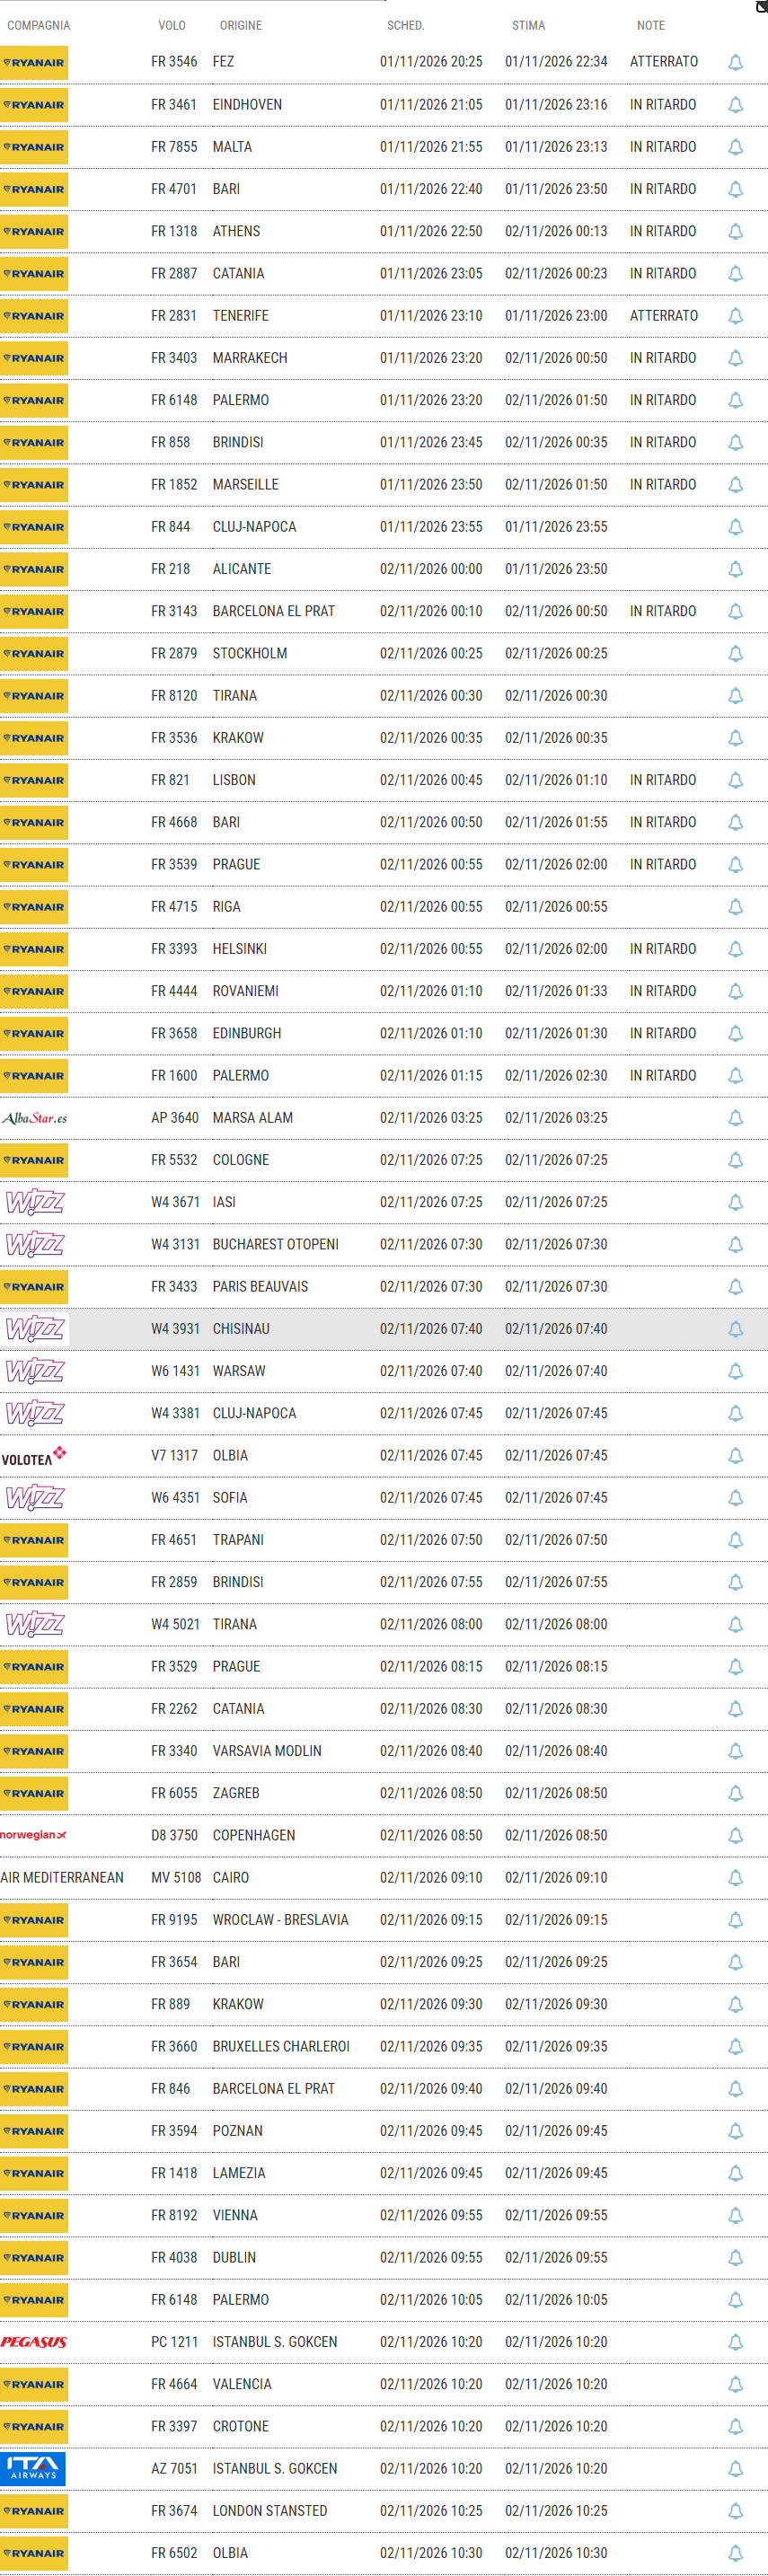 COMPAGNIA VOLO ORIGINE SCHED. STIMA NOTE
RYANAIR FR 3546 FEZ 01/11/2026 20:25 01/11/2026 22:34 ATTERRATO
RYANAIR FR 3461 EINDHOVEN 01/11/2026 21:05 01/11/2026 23:16 IN RITARDO
RYANAIR FR 7855 MALTA 01/11/2026 21:55 01/11/2026 23:13 IN RITARDO
RYANAIR FR 4701 BARI 01/11/2026 22:40 01/11/2026 23:50 IN RITARDO
RYANAIR FR 1318 ATHENS 01/11/2026 22:50 02/11/2026 00:13 IN RITARDO
RYANAIR FR 2887 CATANIA 01/11/2026 23:05 02/11/2026 00:23 IN RITARDO
RYANAIR FR 2831 TENERIFE 01/11/2026 23:10 01/11/2026 23:00 ATTERRATO
RYANAIR FR 3403 MARRAKECH 01/11/2026 23:20 02/11/2026 00:50 IN RITARDO
RYANAIR FR 6148 PALERMO 01/11/2026 23:20 02/11/2026 01:50 IN RITARDO
RYANAIR FR 858 BRINDISI 01/11/2026 23:45 02/11/2026 00:35 IN RITARDO
RYANAIR FR 1852 MARSEILLE 01/11/2026 23:50 02/11/2026 01:50 IN RITARDO
RYANAIR FR 844 CLUJ-NAPOCA 01/11/2026 23:55 01/11/2026 23:55
RYANAIR FR 218 ALICANTE 02/11/2026 00:00 01/11/2026 23:50
RYANAIR FR 3143 BARCELONA EL PRAT 02/11/2026 00:10 02/11/2026 00:50 IN RITARDO
RYANAIR FR 2879 STOCKHOLM 02/11/2026 00:25 02/11/2026 00:25
RYANAIR FR 8120 TIRANA 02/11/2026 00:30 02/11/2026 00:30
RYANAIR FR 3536 KRAKOW 02/11/2026 00:35 02/11/2026 00:35
RYANAIR FR 821 LISBON 02/11/2026 00:45 02/11/2026 01:10 IN RITARDO
RYANAIR FR 4668 BARI 02/11/2026 00:50 02/11/2026 01:55 IN RITARDO
RYANAIR FR 3539 PRAGUE 02/11/2026 00:55 02/11/2026 02:00 IN RITARDO
RYANAIR FR 4715 RIGA 02/11/2026 00:55 02/11/2026 00:55
RYANAIR FR 3393 HELSINKI 02/11/2026 00:55 02/11/2026 02:00 IN RITARDO
RYANAIR FR 4444 ROVANIEMI 02/11/2026 01:10 02/11/2026 01:33 IN RITARDO
RYANAIR FR 3658 EDINBURGH 02/11/2026 01:10 02/11/2026 01:30 IN RITARDO
RYANAIR FR 1600 PALERMO 02/11/2026 01:15 02/11/2026 02:30 IN RITARDO
AlbaStar.es AP 3640 MARSA ALAM 02/11/2026 03:25 02/11/2026 03:25
RYANAIR FR 5532 COLOGNE 02/11/2026 07:25 02/11/2026 07:25
Wizz W4 3671 IASI 02/11/2026 07:25 02/11/2026 07:25
Wizz W4 3131 BUCHAREST OTOPENI 02/11/2026 07:30 02/11/2026 07:30
RYANAIR FR 3433 PARIS BEAUVAIS 02/11/2026 07:30 02/11/2026 07:30
Wizz W4 3931 CHISINAU 02/11/2026 07:40 02/11/2026 07:40
Wizz W6 1431 WARSAW 02/11/2026 07:40 02/11/2026 07:40
Wizz W4 3381 CLUJ-NAPOCA 02/11/2026 07:45 02/11/2026 07:45
VOLOTEA V7 1317 OLBIA 02/11/2026 07:45 02/11/2026 07:45
Wizz W6 4351 SOFIA 02/11/2026 07:45 02/11/2026 07:45
RYANAIR FR 4651 TRAPANI 02/11/2026 07:50 02/11/2026 07:50
RYANAIR FR 2859 BRINDISI 02/11/2026 07:55 02/11/2026 07:55
Wizz W4 5021 TIRANA 02/11/2026 08:00 02/11/2026 08:00
RYANAIR FR 3529 PRAGUE 02/11/2026 08:15 02/11/2026 08:15
RYANAIR FR 2262 CATANIA 02/11/2026 08:30 02/11/2026 08:30
RYANAIR FR 3340 VARSAVIA MODLIN 02/11/2026 08:40 02/11/2026 08:40
RYANAIR FR 6055 ZAGREB 02/11/2026 08:50 02/11/2026 08:50
norwegian D8 3750 COPENHAGEN 02/11/2026 08:50 02/11/2026 08:50
AIR MEDITERRANEAN MV 5108 CAIRO 02/11/2026 09:10 02/11/2026 09:10
RYANAIR FR 9195 WROCLAW - BRESLAVIA 02/11/2026 09:15 02/11/2026 09:15
RYANAIR FR 3654 BARI 02/11/2026 09:25 02/11/2026 09:25
RYANAIR FR 889 KRAKOW 02/11/2026 09:30 02/11/2026 09:30
RYANAIR FR 3660 BRUXELLES CHARLEROI 02/11/2026 09:35 02/11/2026 09:35
RYANAIR FR 846 BARCELONA EL PRAT 02/11/2026 09:40 02/11/2026 09:40
RYANAIR FR 3594 POZNAN 02/11/2026 09:45 02/11/2026 09:45
RYANAIR FR 1418 LAMEZIA 02/11/2026 09:45 02/11/2026 09:45
RYANAIR FR 8192 VIENNA 02/11/2026 09:55 02/11/2026 09:55
RYANAIR FR 4038 DUBLIN 02/11/2026 09:55 02/11/2026 09:55
RYANAIR FR 6148 PALERMO 02/11/2026 10:05 02/11/2026 10:05
PEGASUS PC 1211 ISTANBUL S. GOKCEN 02/11/2026 10:20 02/11/2026 10:20
RYANAIR FR 4664 VALENCIA 02/11/2026 10:20 02/11/2026 10:20
RYANAIR FR 3397 CROTONE 02/11/2026 10:20 02/11/2026 10:20
ITA AIRWAYS AZ 7051 ISTANBUL S. GOKCEN 02/11/2026 10:20 02/11/2026 10:20
RYANAIR FR 3674 LONDON STANSTED 02/11/2026 10:25 02/11/2026 10:25
RYANAIR FR 6502 OLBIA 02/11/2026 10:30 02/11/2026 10:30